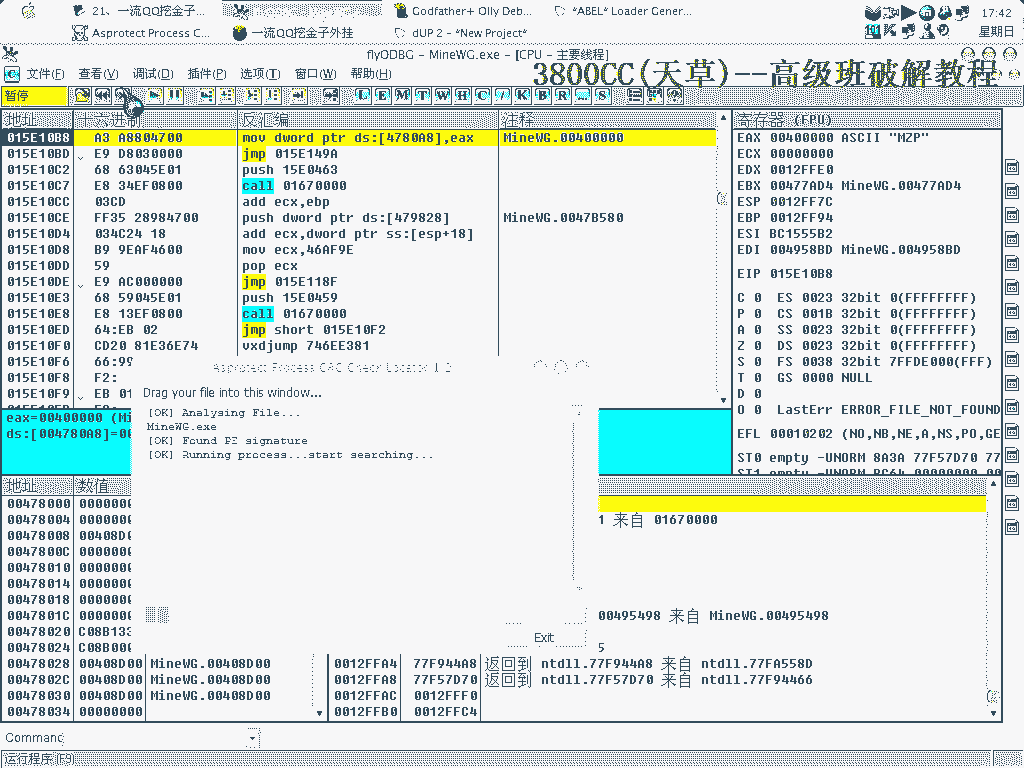 21、一流QQ挖金子...
Godfather+ Olly Deb...
*ABEL* Loader Gener...
17:42
Asprotect Process C...
一流QQ挖金子外挂
dUP 2 - *New Project*
星期日
flyODBG - MineWG.exe - [CPU - 主要线程]
文件(F) 查看(V) 调试(D) 插件(P) 选项(T) 窗口(W) 帮助(H)
3800CC(天草)--高级班破解教程
暂停
L E M T W H C / K B R ... S
地址 十六进制 反汇编 注释
015E10B8 A3 A8804700 mov dword ptr ds:[4780A8],eax MineWG.00400000
015E10BD E9 D8030000 jmp 015E149A
015E10C2 68 63045E01 push 15E0463
015E10C7 E8 34EF0800 call 01670000
015E10CC 03CD add ecx,ebp
015E10CE FF35 28984700 push dword ptr ds:[479828] MineWG.0047B580
015E10D4 034C24 18 add ecx,dword ptr ss:[esp+18]
015E10D8 B9 9EAF4600 mov ecx,46AF9E
015E10DD 59 pop ecx
015E10DE E9 AC000000 jmp 015E118F
015E10E3 68 59045E01 push 15E0459
015E10E8 E8 13EF0800 call 01670000
015E10ED 64:EB 02 jmp short 015E10F2
015E10F0 CD20 81E36E74 vxdjump 746EE381
015E10F6 66:99
015E10F8 F2:
015E10F9 EB 01
寄存器 (FPU)
EAX 00400000 ASCII "MZP"
ECX 00000000
EDX 0012FFE0
EBX 00477AD4 MineWG.00477AD4
ESP 0012FF7C
EBP 0012FF94
ESI BC1555B2
EDI 004958BD MineWG.004958BD
EIP 015E10B8
C 0 ES 0023 32bit 0(FFFFFFFF)
P 0 CS 001B 32bit 0(FFFFFFFF)
A 0 SS 0023 32bit 0(FFFFFFFF)
Z 0 DS 0023 32bit 0(FFFFFFFF)
S 0 FS 0038 32bit 7FFDE000(FFF)
T 0 GS 0000 NULL
D 0
O 0 LastErr ERROR_FILE_NOT_FOUND
EFL 00010202 (NO,NB,NE,A,NS,PO,GE
ST0 empty -UNORM 8A3A 77F57D70 77
eax=00400000 (Mi
ds:[004780A8]=00
Asprotect Process CRC Check Locator 1.2
Drag your file into this window...
[OK] Analysing File...
MineWG.exe
[OK] Found PE signature
[OK] Running process...start searching...
Exit
地址 数值
00478000 0000000
00478004 0000000
00478008 00408D0
0047800C 0000000
00478010 0000000
00478014 0000000
00478018 0000000
0047801C 0000000
00478020 C08B133
00478024 C08B000
00478028 00408D00 MineWG.00408D00
0047802C 00408D00 MineWG.00408D00
00478030 00408D00 MineWG.00408D00
00478034 00000000
1 来自 01670000
00495498 来自 MineWG.00495498
5
0012FFA4 77F944A8 返回到 ntdll.77F944A8 来自 ntdll.77FA558D
0012FFA8 77F57D70 返回到 ntdll.77F57D70 来自 ntdll.77F94466
0012FFAC 0012FFF0
0012FFB0 0012FFC4
Command
运行程序(F9)